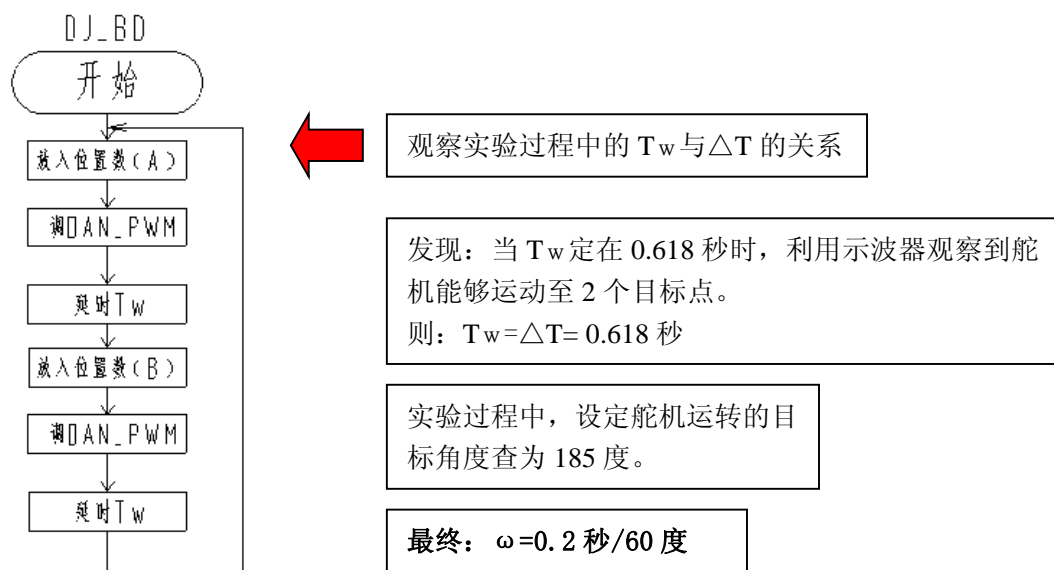 DJ_BD
开始
放入位置数(A)
调DAN_PWM
延时Tw
放入位置数(B)
调DAN_PWM
延时Tw
观察实验过程中的 Tw与△T 的关系
发现：当 Tw定在 0.618 秒时，利用示波器观察到舵
机能够运动至 2 个目标点。
则：Tw=△T= 0.618 秒
实验过程中，设定舵机运转的目
标角度查为 185 度。
最终：ω=0.2 秒/60 度